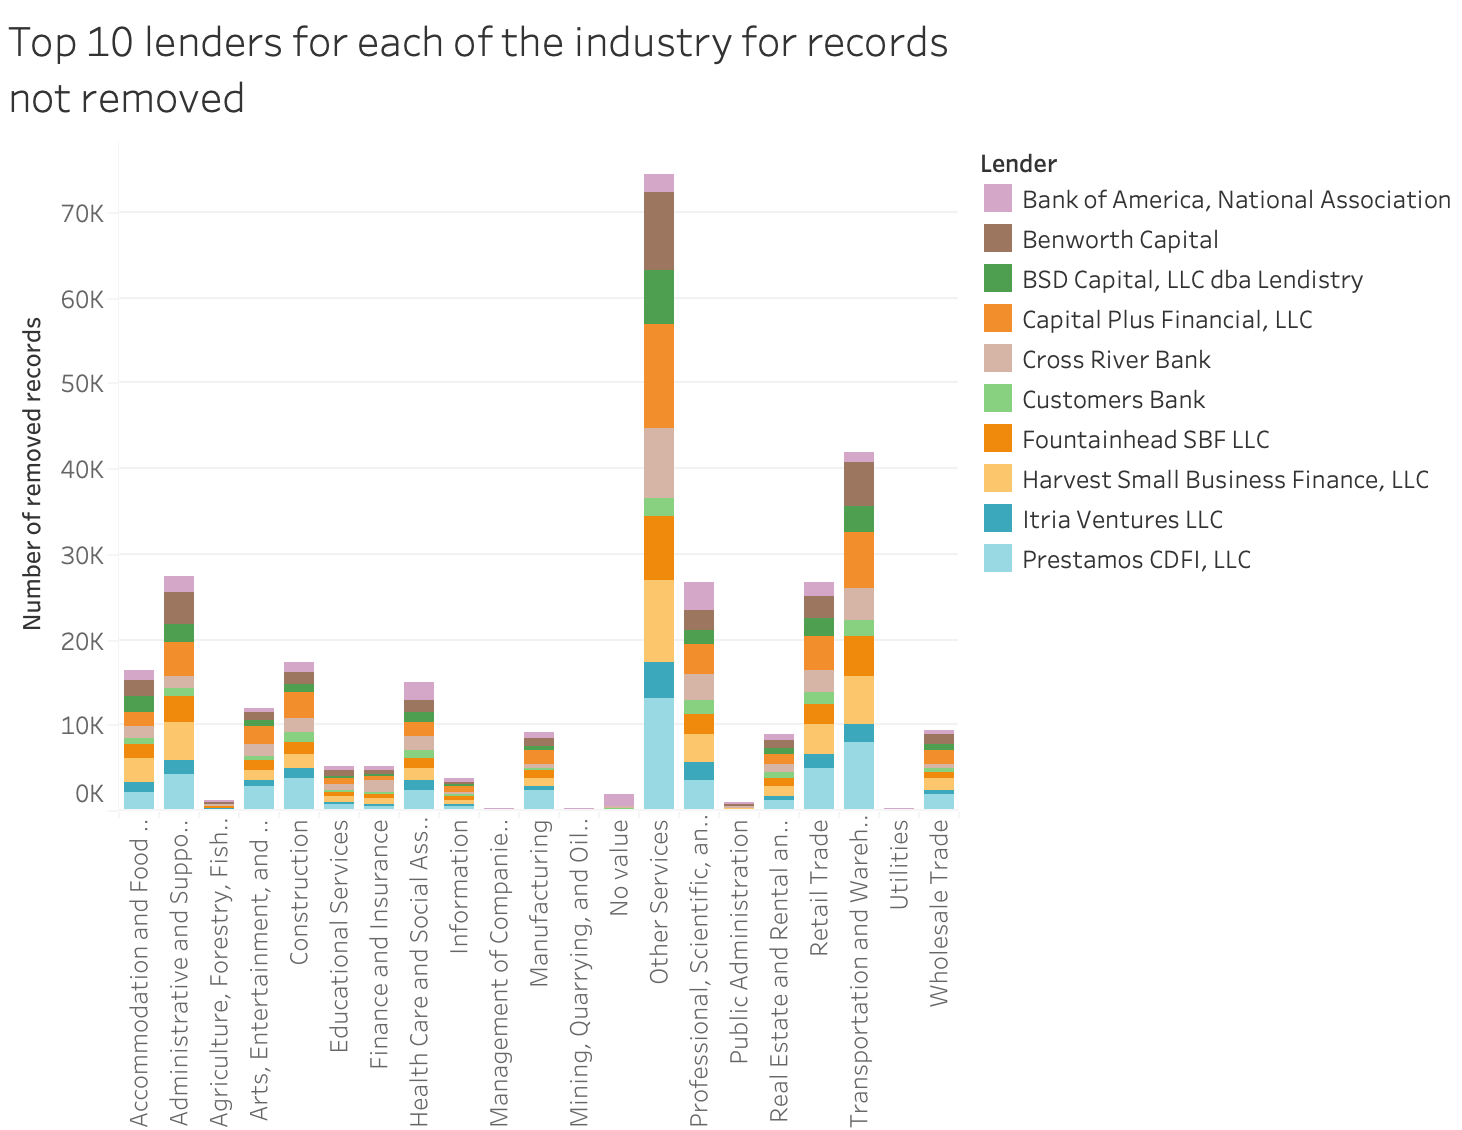 Top 10 lenders for each of the industry for records
not removed
Number of removed records
70K
60K
50K
40K
30K
20K
10K
0K
Accommodation and Food ..
Administrative and Suppo..
Agriculture, Forestry, Fish..
Arts, Entertainment, and ..
Construction
Educational Services
Finance and Insurance
Health Care and Social Ass..
Information
Management of Companie..
Manufacturing
Mining, Quarrying, and Oil..
No value
Other Services
Professional, Scientific, an..
Public Administration
Real Estate and Rental an..
Retail Trade
Transportation and Wareh..
Utilities
Wholesale Trade
Lender
Bank of America, National Association
Benworth Capital
BSD Capital, LLC dba Lendistry
Capital Plus Financial, LLC
Cross River Bank
Customers Bank
Fountainhead SBF LLC
Harvest Small Business Finance, LLC
Itria Ventures LLC
Prestamos CDFI, LLC